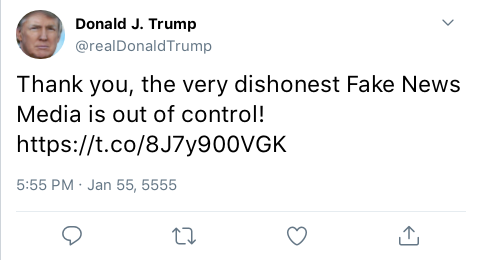 Donald J. Trump
@realDonaldTrump
Thank you, the very dishonest Fake News
Media is out of control!
https://t.co/8J7y900VGK
5:55 PM · Jan 55, 5555